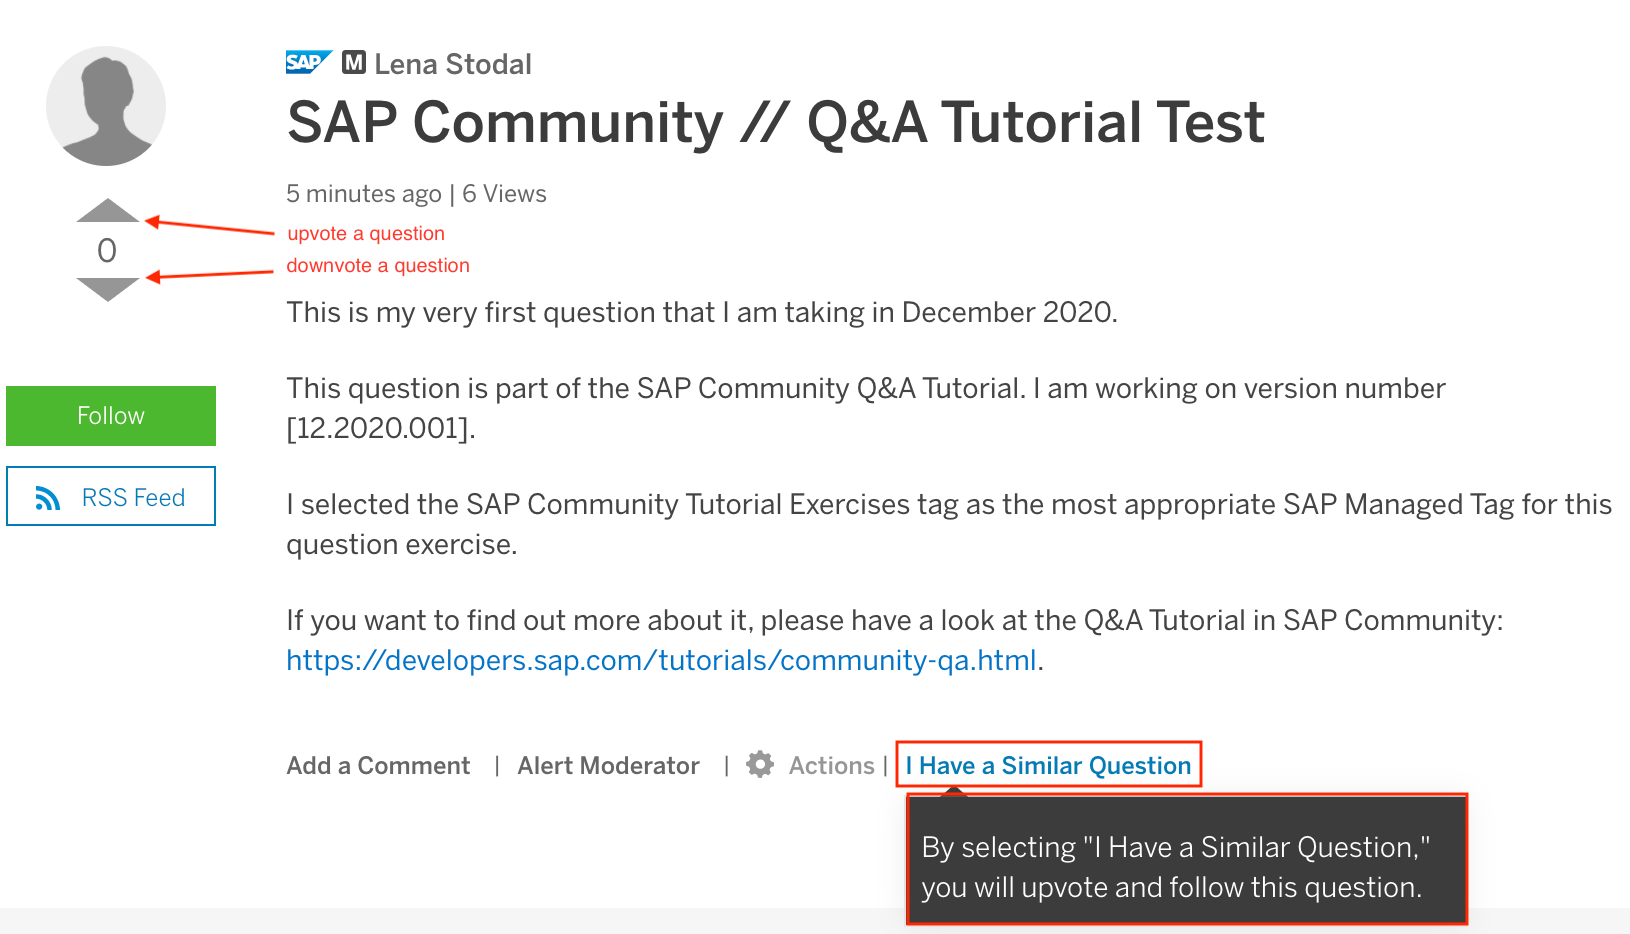 SAP M Lena Stodal
SAP Community // Q&A Tutorial Test
5 minutes ago | 6 Views
upvote a question
0
downvote a question
This is my very first question that I am taking in December 2020.
Follow
This question is part of the SAP Community Q&A Tutorial. I am working on version number
[12.2020.001].
RSS Feed
I selected the SAP Community Tutorial Exercises tag as the most appropriate SAP Managed Tag for this
question exercise.
If you want to find out more about it, please have a look at the Q&A Tutorial in SAP Community:
https://developers.sap.com/tutorials/community-qa.html.
Add a Comment | Alert Moderator | Actions | I Have a Similar Question
By selecting "I Have a Similar Question,"
you will upvote and follow this question.